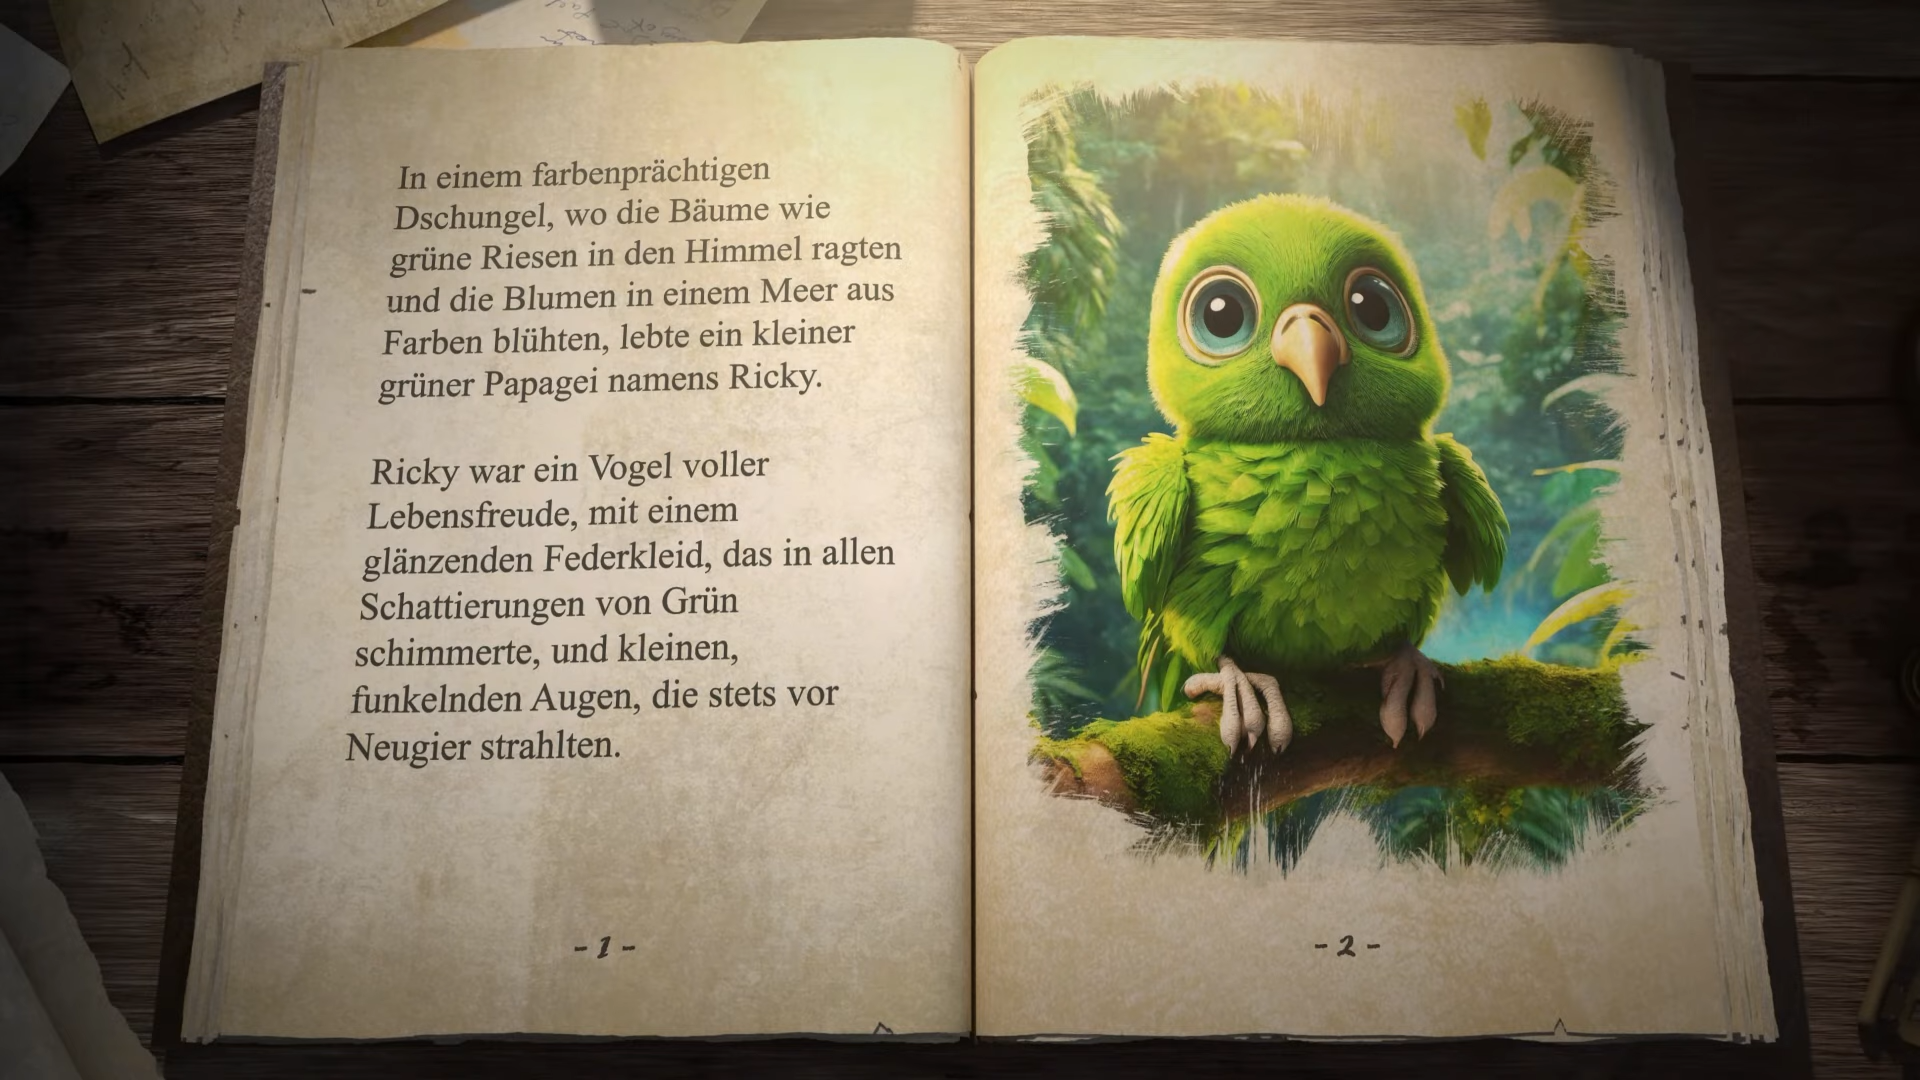 In einem farbenprächtigen
Dschungel, wo die Bäume wie
grüne Riesen in den Himmel ragten
und die Blumen in einem Meer aus
Farben blühten, lebte ein kleiner
grüner Papagei namens Ricky.
Ricky war ein Vogel voller
Lebensfreude, mit einem
glänzenden Federkleid, das in allen
Schattierungen von Grün
schimmerte, und kleinen,
funkelnden Augen, die stets vor
Neugier strahlten.
- 1 -
- 2 -